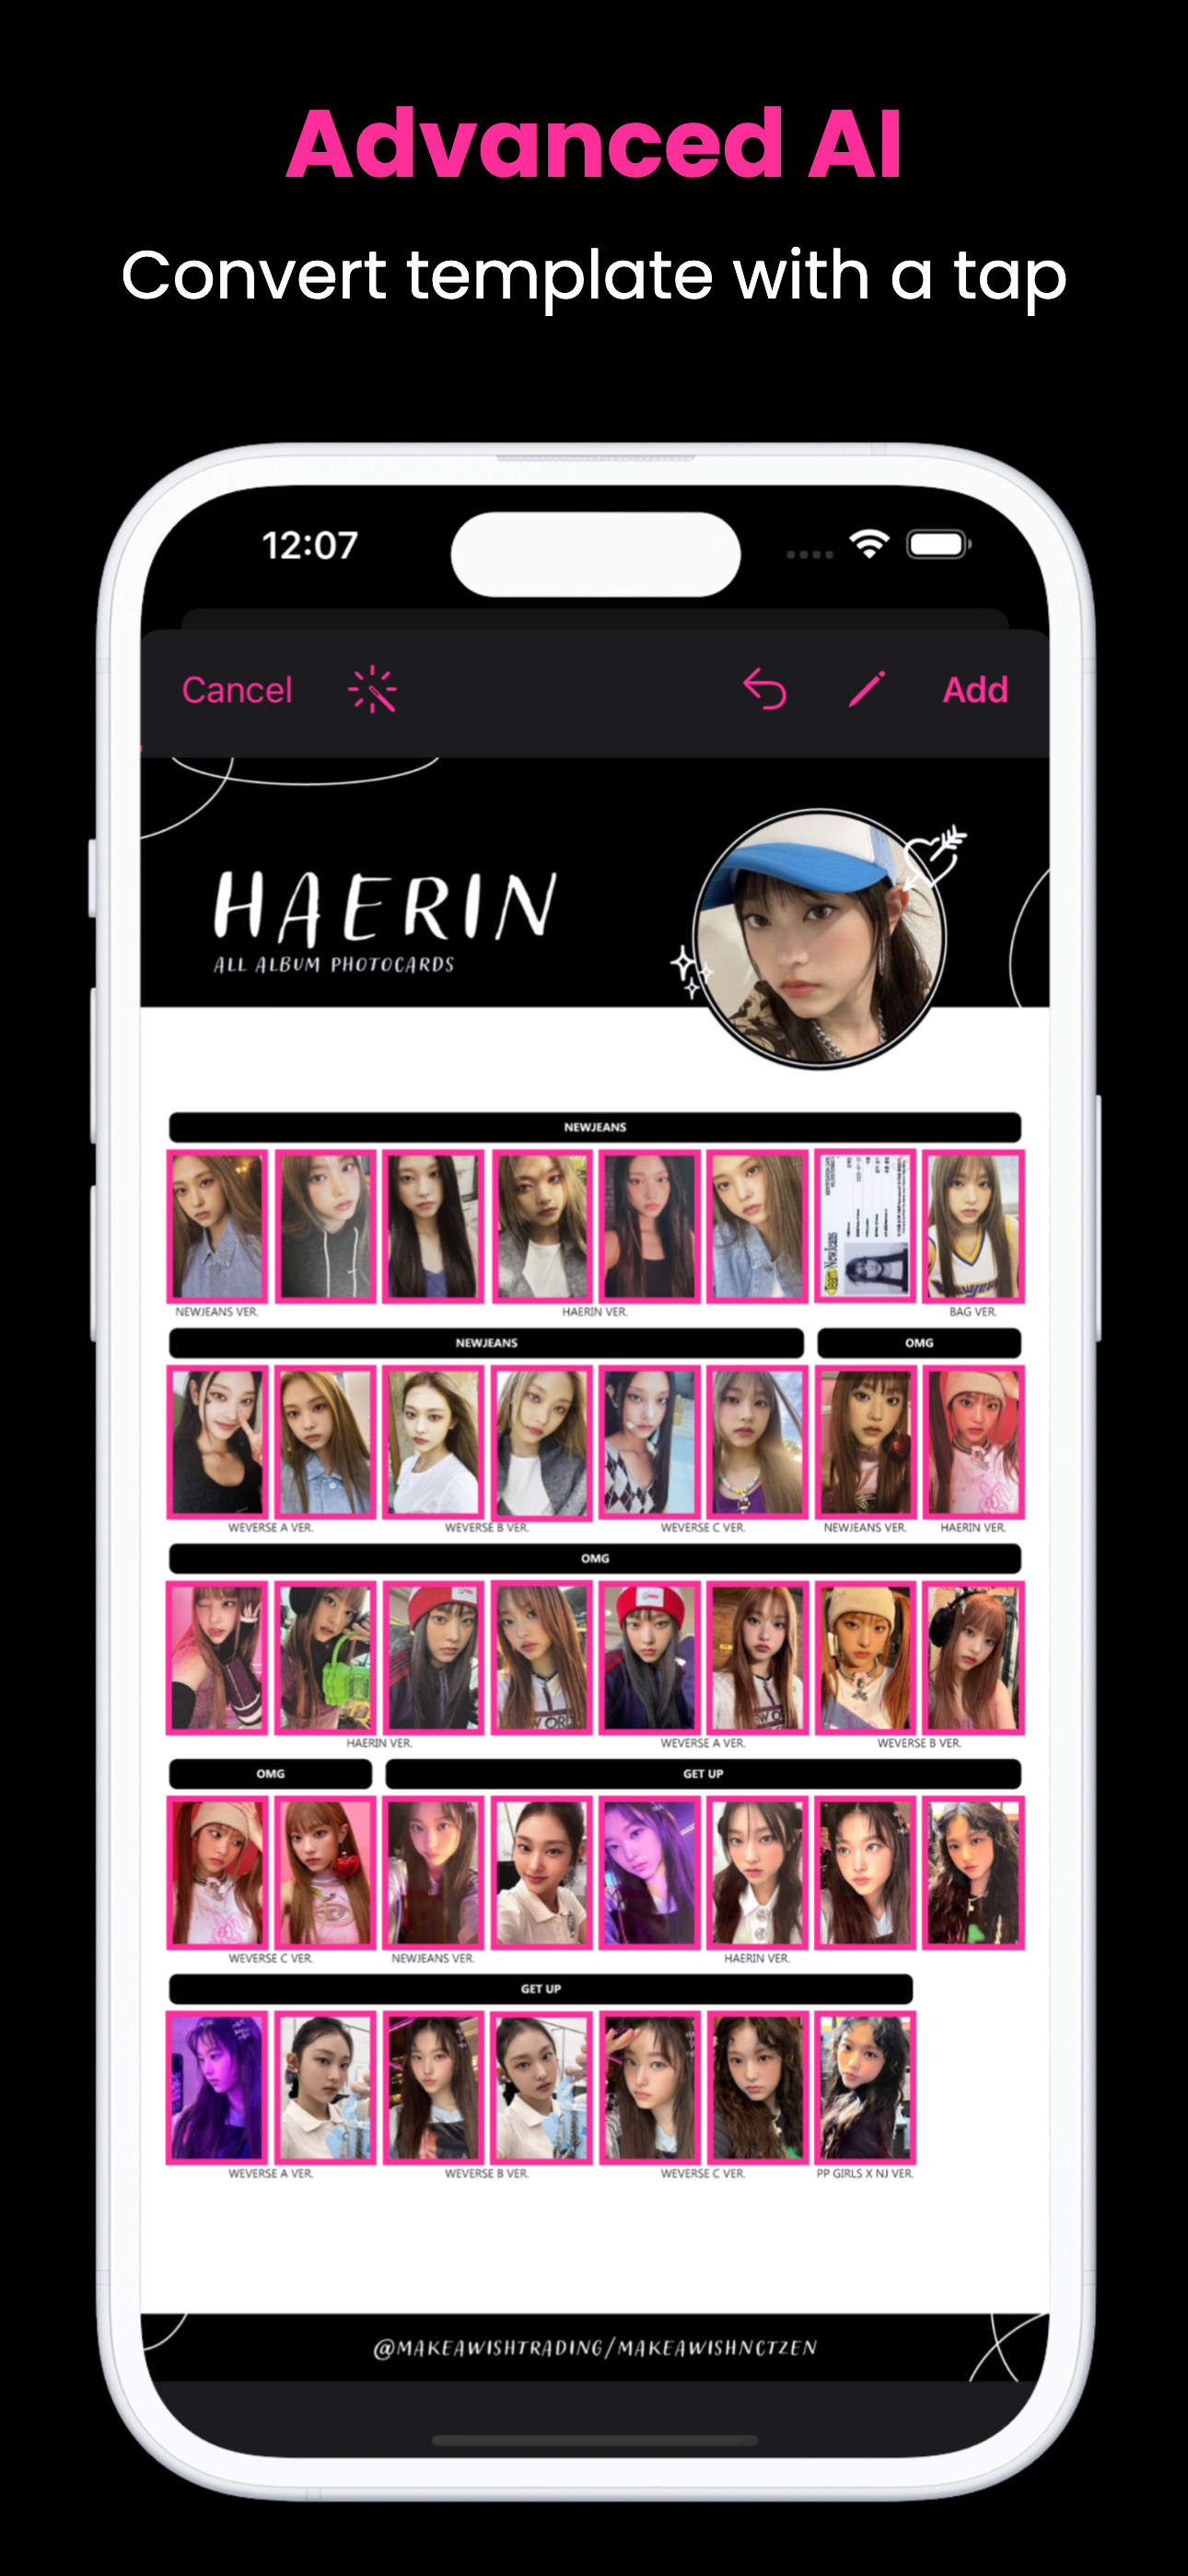 Advanced AI
Convert template with a tap
12:07
Cancel
Add
HAERIN
ALL ALBUM PHOTOCARDS
NEWJEANS
NewJeans
NEWJEANS VER. HAERIN VER. BAG VER.
NEWJEANS OMG
WEVERSE A VER. WEVERSE B VER. WEVERSE C VER. NEWJEANS VER. HAERIN VER.
OMG
HAERIN VER. WEVERSE A VER. WEVERSE B VER.
OMG GET UP
WEVERSE C VER. NEWJEANS VER. HAERIN VER.
GET UP
WEVERSE A VER. WEVERSE B VER. WEVERSE C VER. PP GIRLS X NJ VER.
@MAKEAWISHTRADING/MAKEAWISHNCTZEN